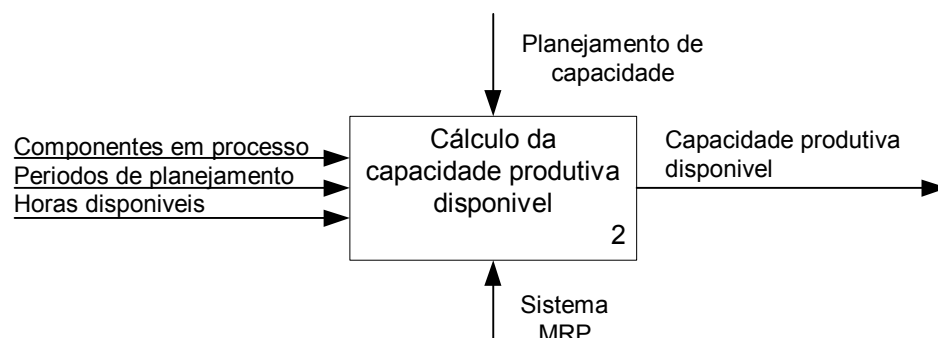 Planejamento de
capacidade
Componentes em processo
Periodos de planejamento
Horas disponiveis
Cálculo da
capacidade produtiva
disponivel
2
Capacidade produtiva
disponivel
Sistema
MRP